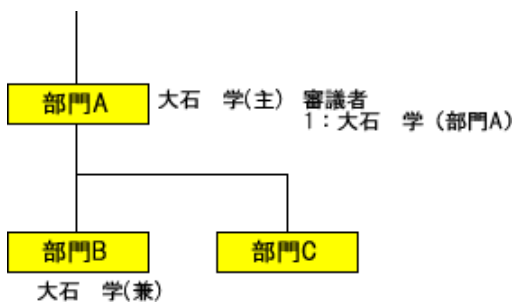 部門A 大石　学(主) 審議者
1：大石　学（部門A）
部門B 部門C
大石　学(兼)